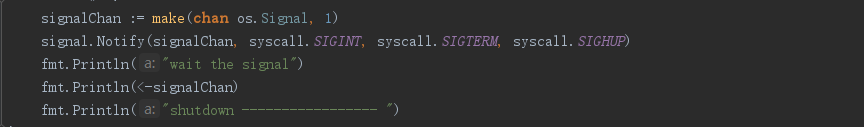 signalChan := make(chan os.Signal, 1)
signal.Notify(signalChan, syscall.SIGINT, syscall.SIGTERM, syscall.SIGHUP)
fmt.Println( a: "wait the signal")
fmt.Println(<-signalChan)
fmt.Println( a: "shutdown ----------------- ")